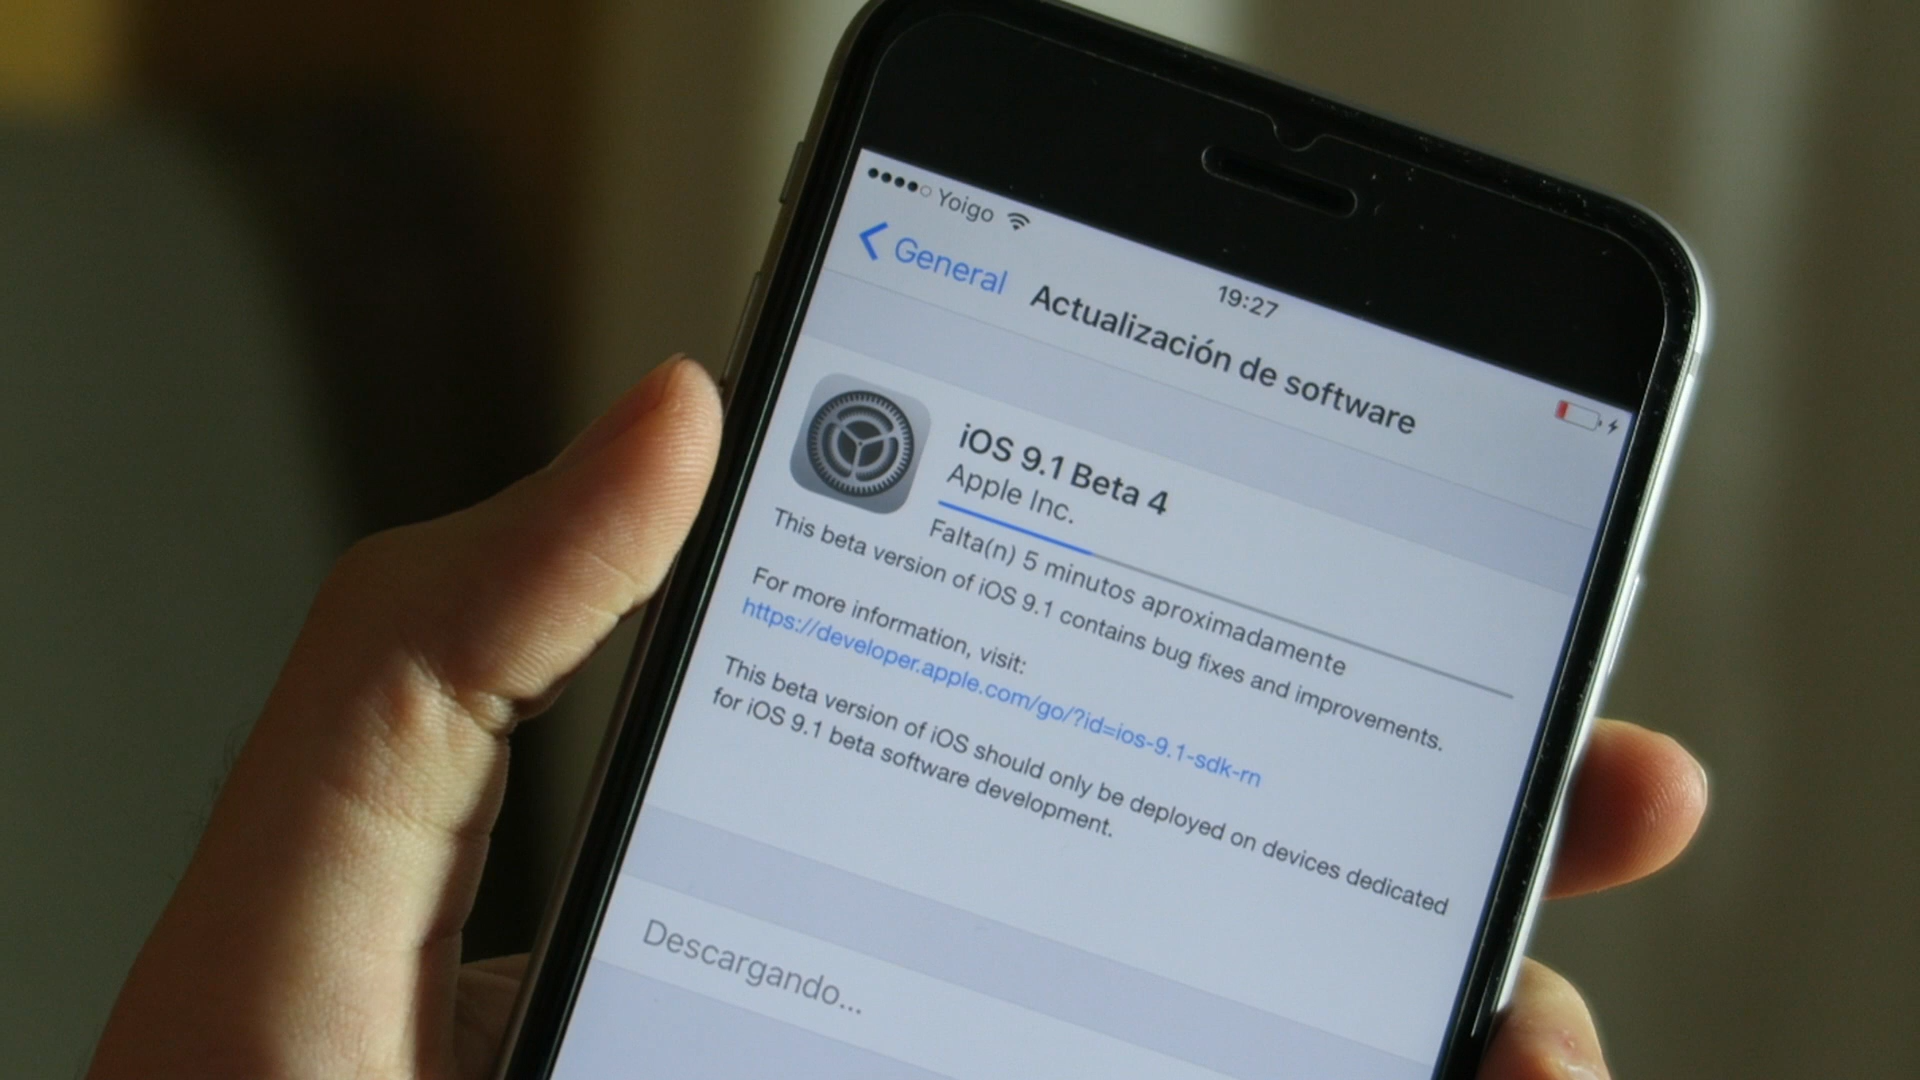 Yoigo
19:27
General
Actualización de software
iOS 9.1 Beta 4
Apple Inc.
Falta(n) 5 minutos aproximadamente
This beta version of iOS 9.1 contains bug fixes and improvements.
For more information, visit:
https://developer.apple.com/go/?id=ios-9.1-sdk-rn
This beta version of iOS should only be deployed on devices dedicated
for iOS 9.1 beta software development.
Descargando...